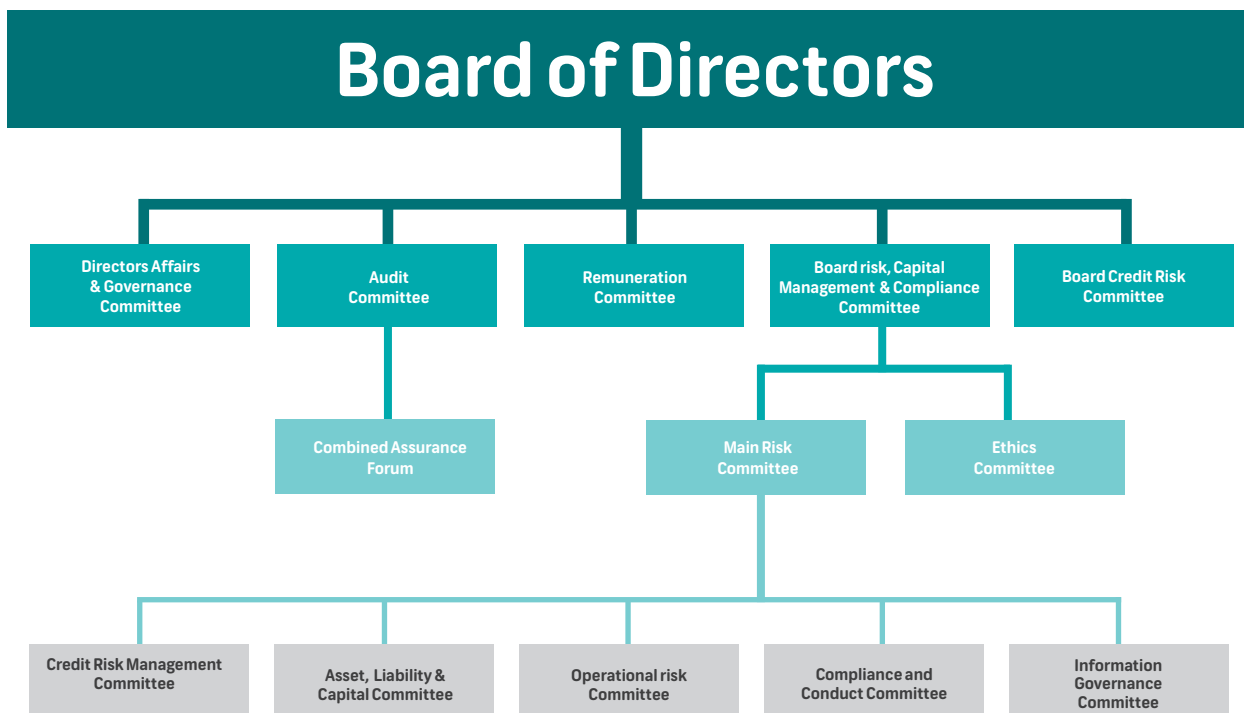 Board of Directors
Directors Affairs
& Governance
Committee
Audit
Committee
Remuneration
Committee
Board risk, Capital
Management & Compliance
Committee
Board Credit Risk
Committee
Combined Assurance
Forum
Main Risk
Committee
Ethics
Committee
Credit Risk Management
Committee
Asset, Liability &
Capital Committee
Operational risk
Committee
Compliance and
Conduct Committee
Information
Governance
Committee